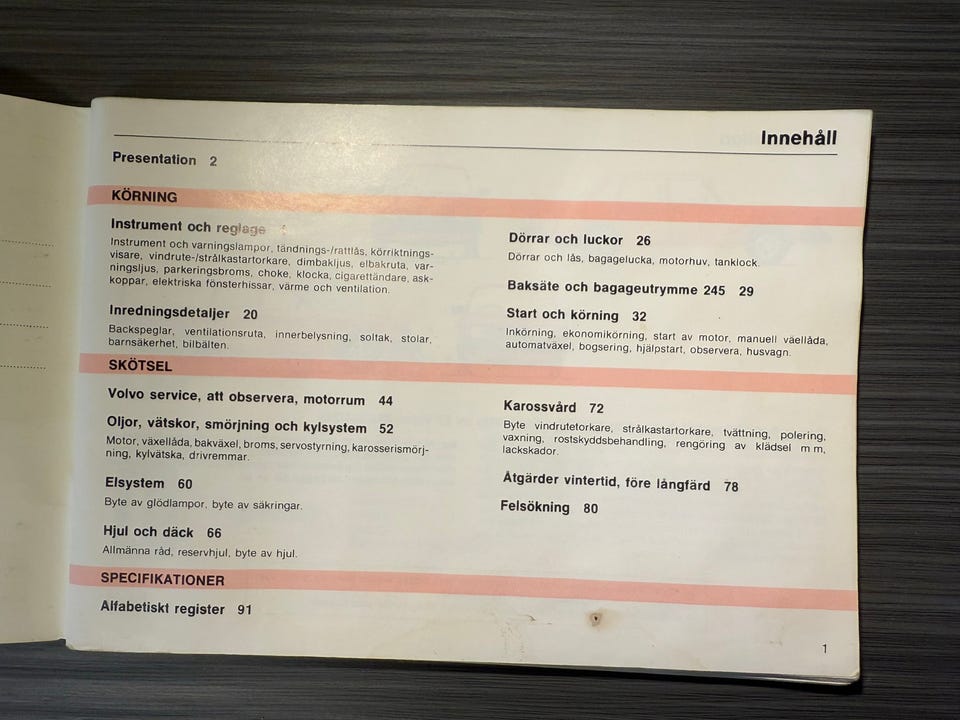 Innehåll
Presentation 2
KÖRNING
Instrument och reglage
Instrument och varningslampor, tändnings-/rattlås, körriktnings-
visare, vindrute-/strålkastartorkare, dimbakljus, elbakruta, var-
ningsljus, parkeringsbroms, choke, klocka, cigarettändare, ask-
koppar, elektriska fönsterhissar, värme och ventilation.
Inredningsdetaljer 20
Backspeglar, ventilationsruta, innerbelysning, soltak, stolar,
barnsäkerhet, bilbälten.
Dörrar och luckor 26
Dörrar och lås, bagagelucka, motorhuv, tanklock.
Baksäte och bagageutrymme 245 29
Start och körning 32
Inkörning, ekonomikörning, start av motor, manuell väellåda,
automatväxel, bogsering, hjälpstart, observera, husvagn.
SKÖTSEL
Volvo service, att observera, motorrum 44
Oljor, vätskor, smörjning och kylsystem 52
Motor, växellåda, bakväxel, broms, servostyrning, karosserismörj-
ning, kylvätska, drivremmar.
Elsystem 60
Byte av glödlampor, byte av säkringar.
Hjul och däck 66
Allmänna råd, reservhjul, byte av hjul.
Karossvård 72
Byte vindrutetorkare, strålkastartorkare, tvättning, polering,
vaxning, rostskyddsbehandling, rengöring av klädsel m m,
lackskador.
Åtgärder vintertid, före långfärd 78
Felsökning 80
SPECIFIKATIONER
Alfabetiskt register 91
1